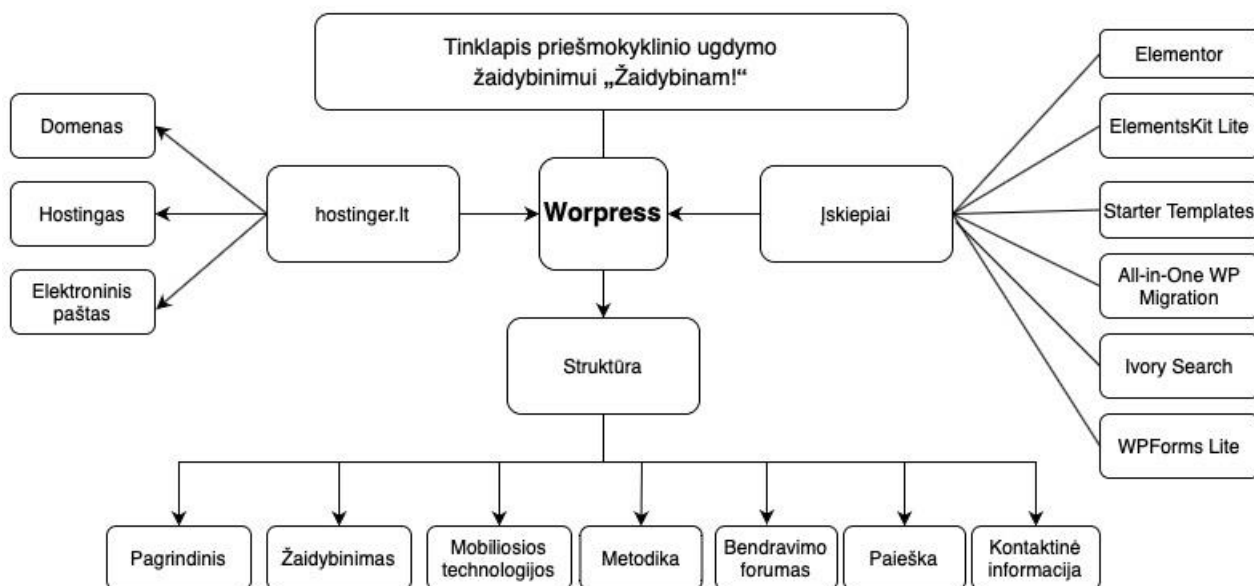 Tinklapis priešmokyklinio ugdymo
žaidybinimui „Žaidybinam!“
Domenas
Hostingas
Elektroninis
paštas
hostinger.lt
Worpress
Įskiepiai
Elementor
ElementsKit Lite
Starter Templates
All-in-One WP
Migration
Ivory Search
WPForms Lite
Struktūra
Pagrindinis
Žaidybinimas
Mobiliosios
technologijos
Metodika
Bendravimo
forumas
Paieška
Kontaktinė
informacija